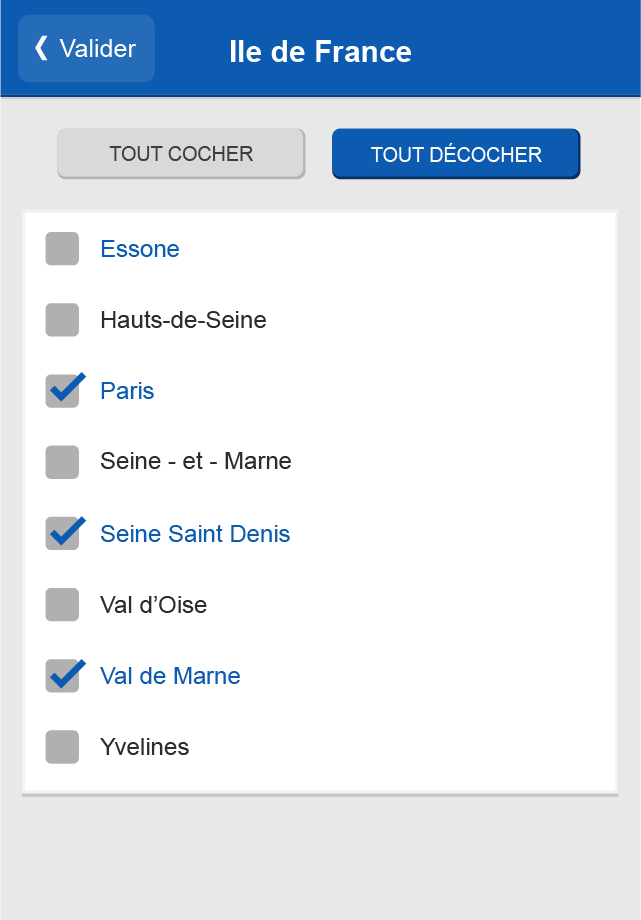 Valider
Ile de France
TOUT COCHER
TOUT DÉCOCHER
Essone
Hauts-de-Seine
Paris
Seine - et - Marne
Seine Saint Denis
Val d’Oise
Val de Marne
Yvelines